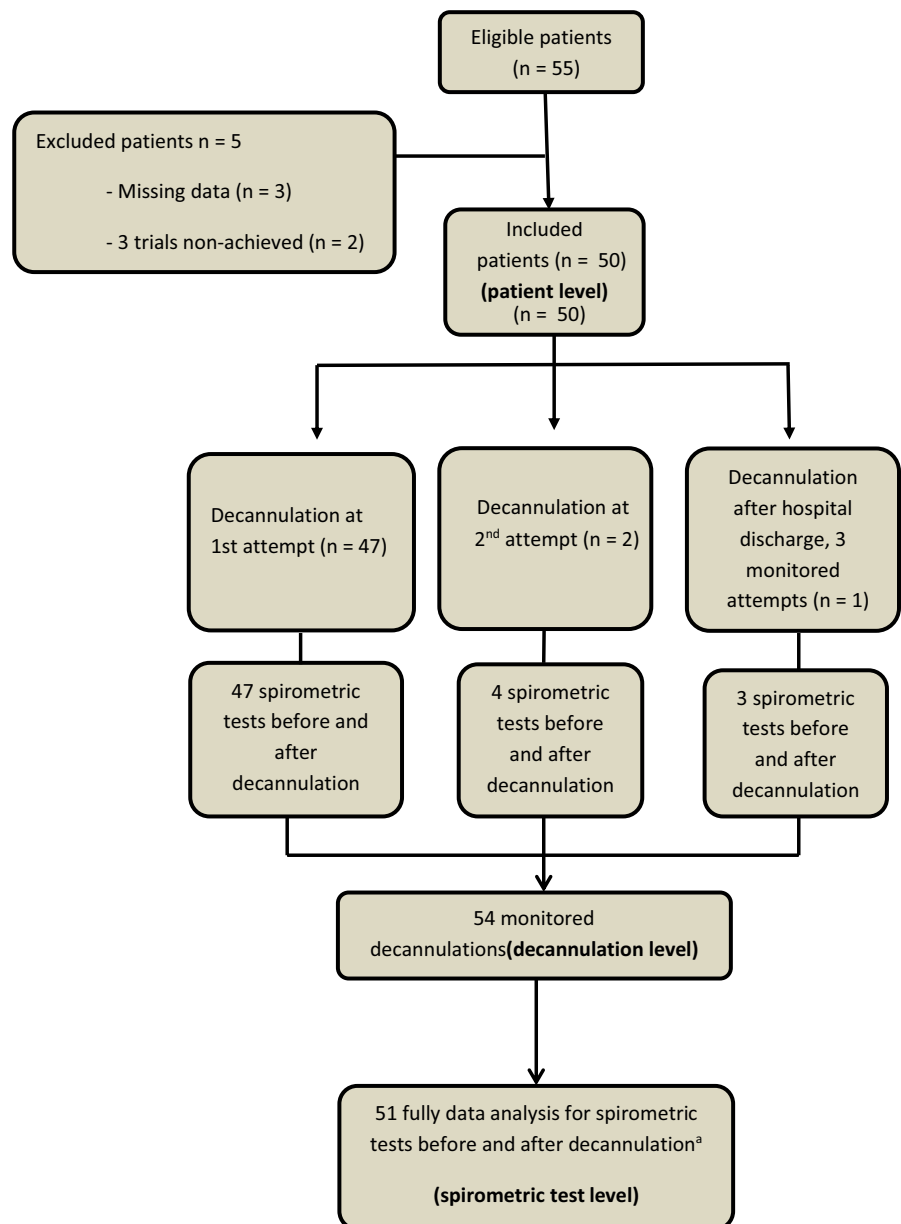 Eligible patients
(n = 55)
Excluded patients n = 5
- Missing data (n = 3)
- 3 trials non-achieved (n = 2)
Included
patients (n = 50)
(patient level)
(n = 50)
Decannulation at
1st attempt (n = 47)
Decannulation at
2nd attempt (n = 2)
Decannulation
after hospital
discharge, 3
monitored
attempts (n = 1)
47 spirometric
tests before and
after
decannulation
4 spirometric
tests before
and after
decannulation
3 spirometric
tests before
and after
decannulation
54 monitored
decannulations(decannulation level)
51 fully data analysis for spirometric
tests before and after decannulationa
(spirometric test level)